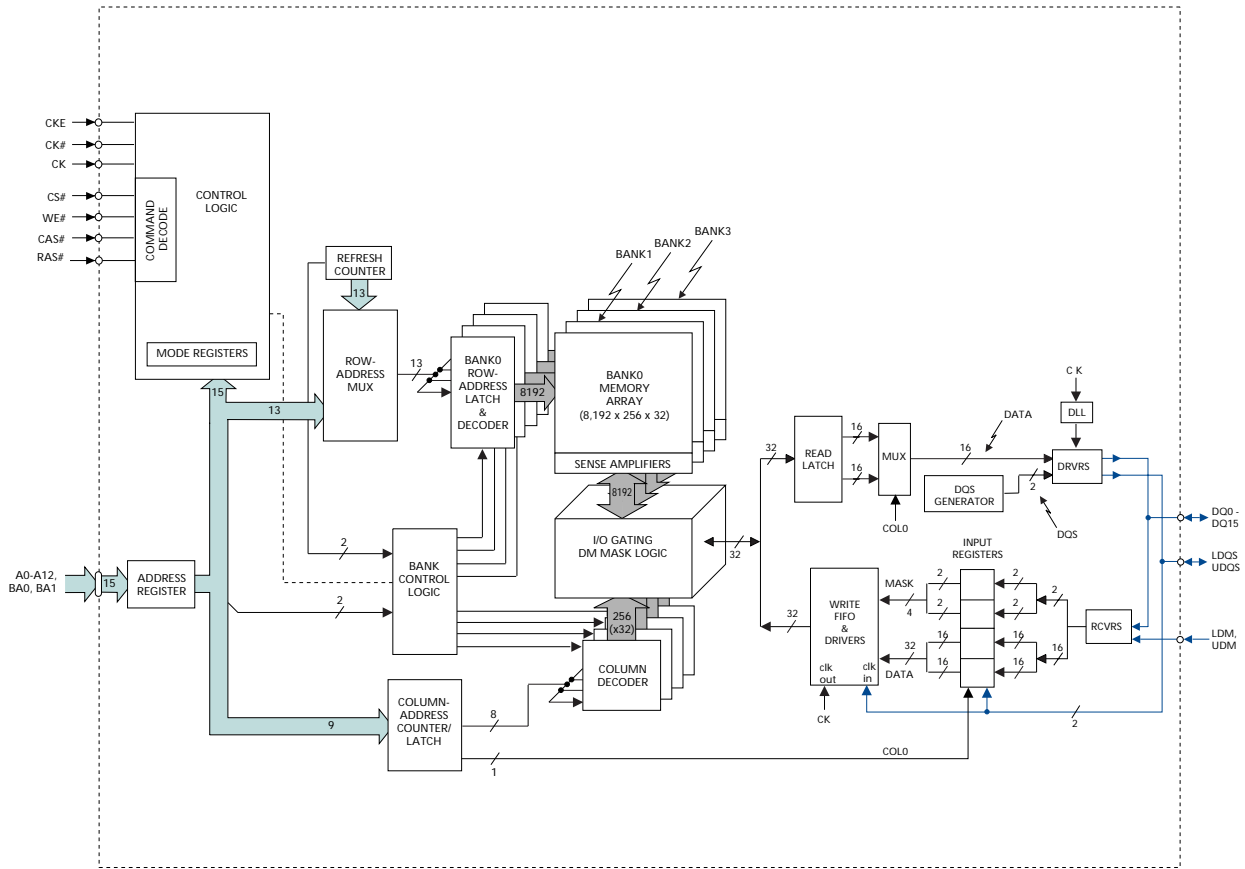 CKE
CK#
CK
CS#
WE#
CAS#
RAS#
COMMAND
DECODE
CONTROL
LOGIC
MODE REGISTERS
15
13
REFRESH
COUNTER
13
ROW-
ADDRESS
MUX
13
BANK0
ROW-
ADDRESS
LATCH
&
DECODER
8192
BANK1
BANK2
BANK3
BANK0
MEMORY
ARRAY
(8,192 x 256 x 32)
SENSE AMPLIFIERS
8192
I/O GATING
DM MASK LOGIC
32
256
(x32)
COLUMN
DECODER
A0-A12,
BA0, BA1
15
ADDRESS
REGISTER
2
2
BANK
CONTROL
LOGIC
9
COLUMN-
ADDRESS
COUNTER/
LATCH
8
1
COL0
32
READ
LATCH
16
16
MUX
COL0
16
DATA
DQS
GENERATOR
2
DQS
C K
DLL
DRVRS
DQ0 -
DQ15
LDQS
UDQS
LDM,
UDM
RCVRS
INPUT
REGISTERS
2
2
2
2
2
16
16
16
16
16
MASK
4
32
DATA
32
WRITE
FIFO
&
DRIVERS
clk
out
clk
in
CK
2